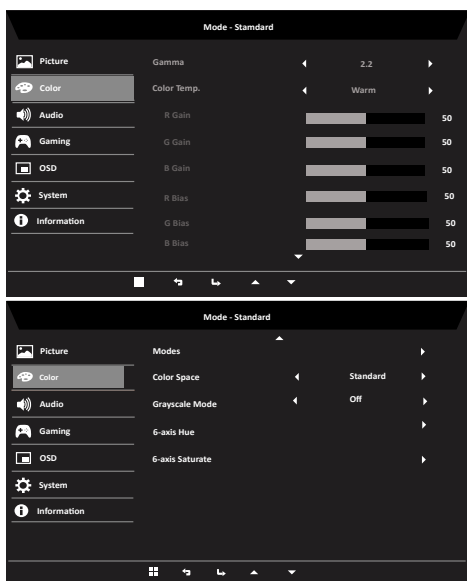 Mode - Stamdard
Picture
Gamma 2.2
Color
Color Temp. Warm
Audio
R Gain 50
Gaming
G Gain 50
OSD
B Gain 50
System
R Bias 50
Information
G Bias 50
B Bias 50
Mode - Standard
Picture
Modes
Color
Color Space Standard
Audio
Grayscale Mode Off
Gaming
6-axis Hue
OSD
6-axis Saturate
System
Information